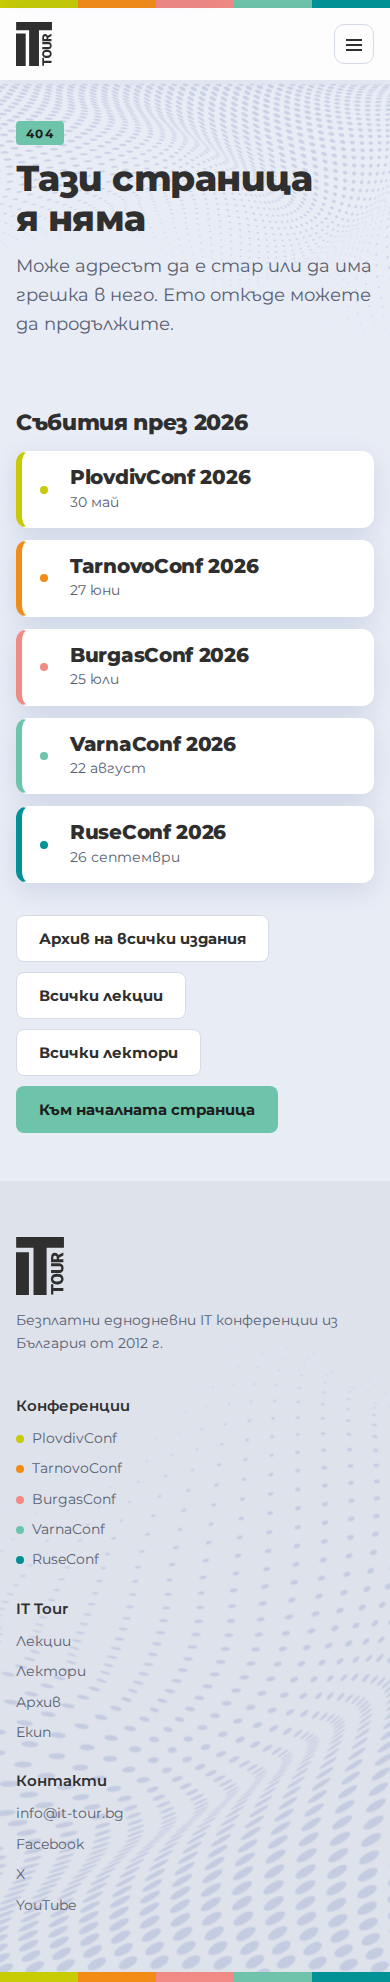 IT TOUR
404
Тази страница
я няма
Може адресът да е стар или да има
грешка в него. Ето откъде можете
да продължите.
Събития през 2026
PlovdivConf 2026
30 май
TarnovoConf 2026
27 юни
BurgasConf 2026
25 юли
VarnaConf 2026
22 август
RuseConf 2026
26 септември
Архив на всички издания
Всички лекции
Всички лектори
Към началната страница
IT TOUR
Безплатни еднодневни IT конференции из
България от 2012 г.
Конференции
PlovdivConf
TarnovoConf
BurgasConf
VarnaConf
RuseConf
IT Tour
Лекции
Лектори
Архив
Екип
Контакти
info@it-tour.bg
Facebook
X
YouTube